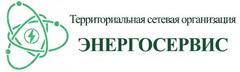 Территориальная сетевая организация
ЭНЕРГОСЕРВИС